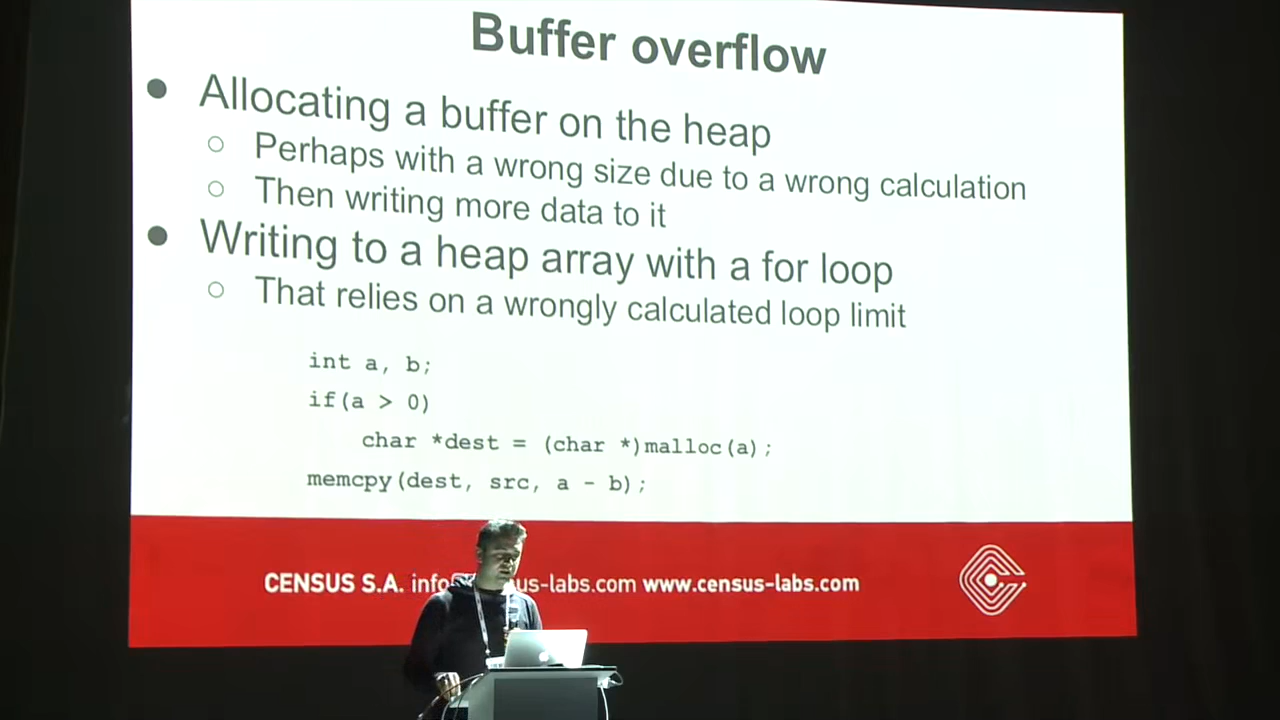 Buffer overflow
Allocating a buffer on the heap
Perhaps with a wrong size due to a wrong calculation
Then writing more data to it
Writing to a heap array with a for loop
That relies on a wrongly calculated loop limit
int a, b;
if(a > 0)
char *dest = (char *)malloc(a);
memcpy(dest, src, a - b);
CENSUS S.A. info us-labs.com www.census-labs.com